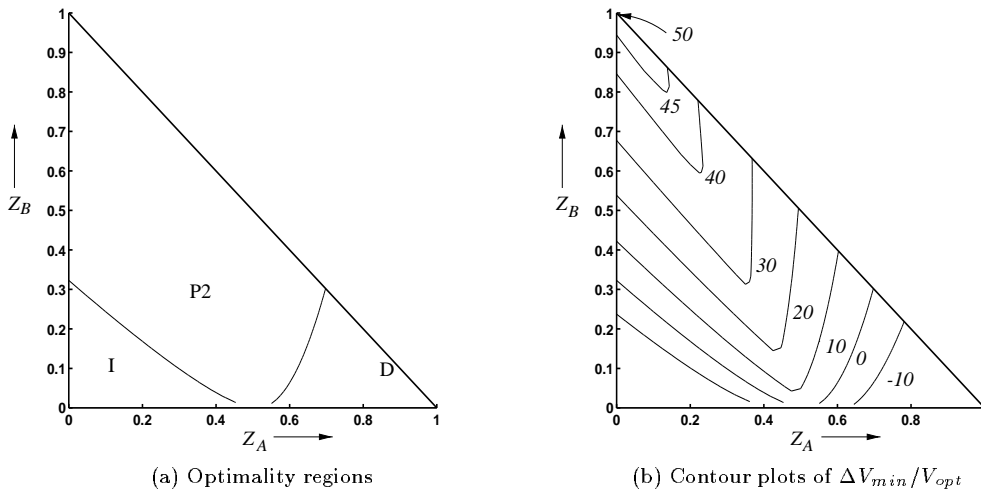 1
0.9
0.8
0.7
0.6
0.5
0.4
0.3
0.2
0.1
0
Z_B
P2
I
D
0 0.2 0.4 0.6 0.8 1
Z_A
(a) Optimality regions
1
0.9
0.8
0.7
0.6
0.5
0.4
0.3
0.2
0.1
0
Z_B
50
45
40
30
20
10
0
-10
0 0.2 0.4 0.6 0.8
Z_A
(b) Contour plots of ΔV_min/V_opt